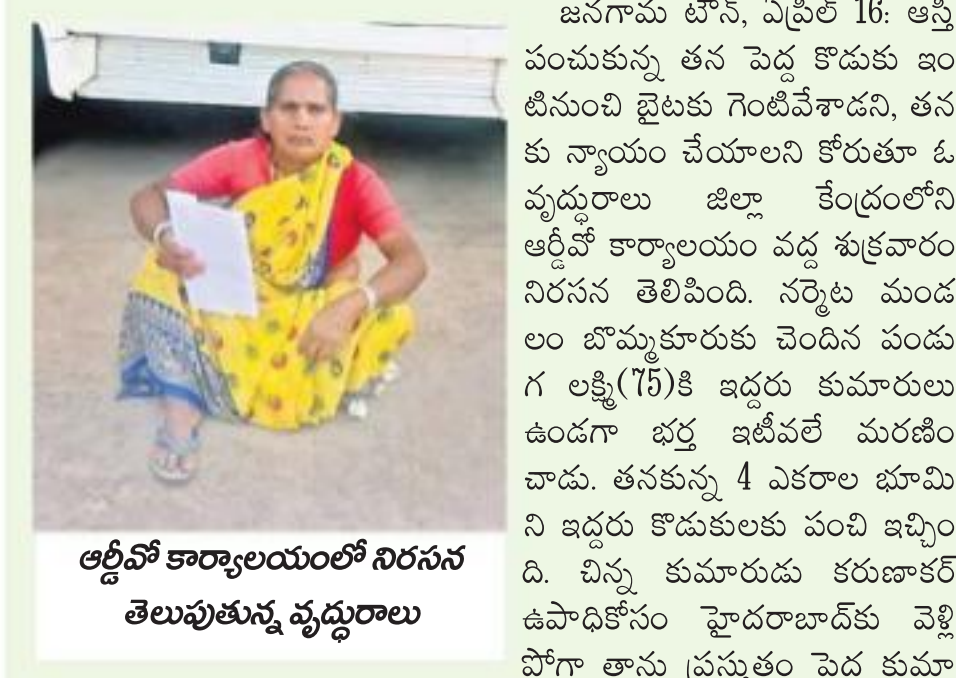 జనగామ టౌన్, ఏప్రిల్ 16: ఆస్తి
పంచుకున్న తన పెద్ద కొడుకు ఇం
టినుంచి బైటకు గెంటివేశాడని, తన
కు న్యాయం చేయాలని కోరుతూ ఓ
వృద్ధురాలు జిల్లా కేంద్రంలోని
ఆర్డీవో కార్యాలయం వద్ద శుక్రవారం
నిరసన తెలిపింది. నర్మెట మండ
లం బొమ్మకూరుకు చెందిన పండు
గ లక్ష్మి(75)కి ఇద్దరు కుమారులు
ఉండగా భర్త ఇటీవలే మరణిం
చాడు. తనకున్న 4 ఎకరాల భూమి
ని ఇద్దరు కొడుకులకు పంచి ఇచ్చిం
ది. చిన్న కుమారుడు కరుణాకర్
ఉపాధికోసం హైదరాబాద్‌కు వెళ్లి
పోగా తాను ప్రస్తుతం పెద్ద కుమా
ఆర్డీవో కార్యాలయంలో నిరసన
తెలుపుతున్న వృద్ధురాలు